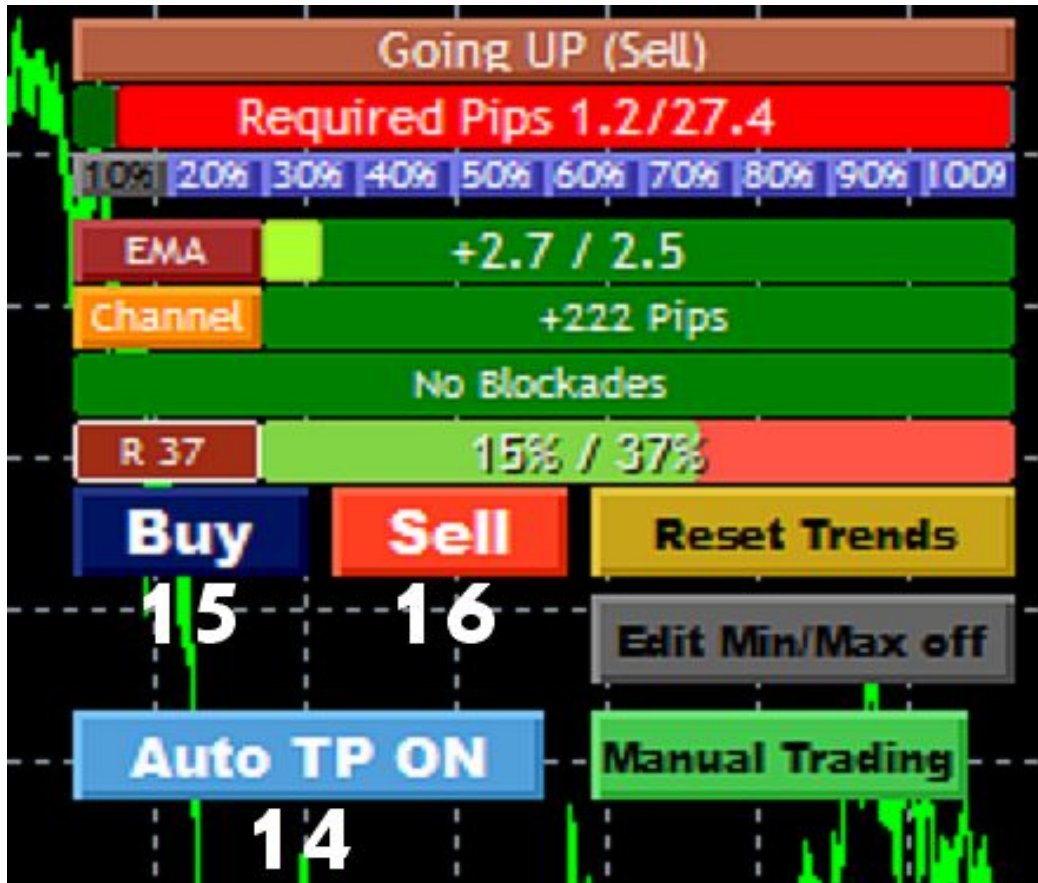 Going UP (Sell)
Required Pips 1.2/27.4
10% 20% 30% 40% 50% 60% 70% 80% 90% 100%
EMA +2.7 / 2.5
Channel +222 Pips
No Blockades
R 37 15% / 37%
Buy Sell Reset Trends
15 16
Edit Min/Max off
Auto TP ON Manual Trading
14